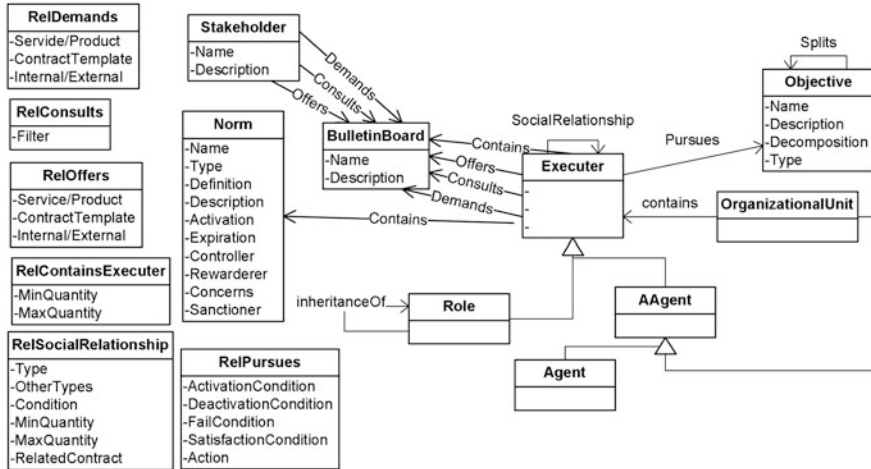 RelDemands
-Servide/Product
-ContractTemplate
-Internal/External
RelConsults
-Filter
RelOffers
-Service/Product
-ContractTemplate
-Internal/External
RelContainsExecuter
-MinQuantity
-MaxQuantity
RelSocialRelationship
-Type
-OtherTypes
-Condition
-MinQuantity
-MaxQuantity
-RelatedContract
Stakeholder
-Name
-Description
Demands
Consults
Offers
Norm
-Name
-Type
-Definition
-Description
-Activation
-Expiration
-Controller
-Rewarderer
-Concerns
-Sanctioner
RelPursues
-ActivationCondition
-DeactivationCondition
-FailCondition
-SatisfactionCondition
-Action
BulletinBoard
-Name
-Description
Contains
Offers
Consults
Demands
Contains
SocialRelationship
Executer
-
-
-
Pursues
Splits
Objective
-Name
-Description
-Decomposition
-Type
contains
OrganizationalUnit
inheritanceOf
Role
AAgent
Agent